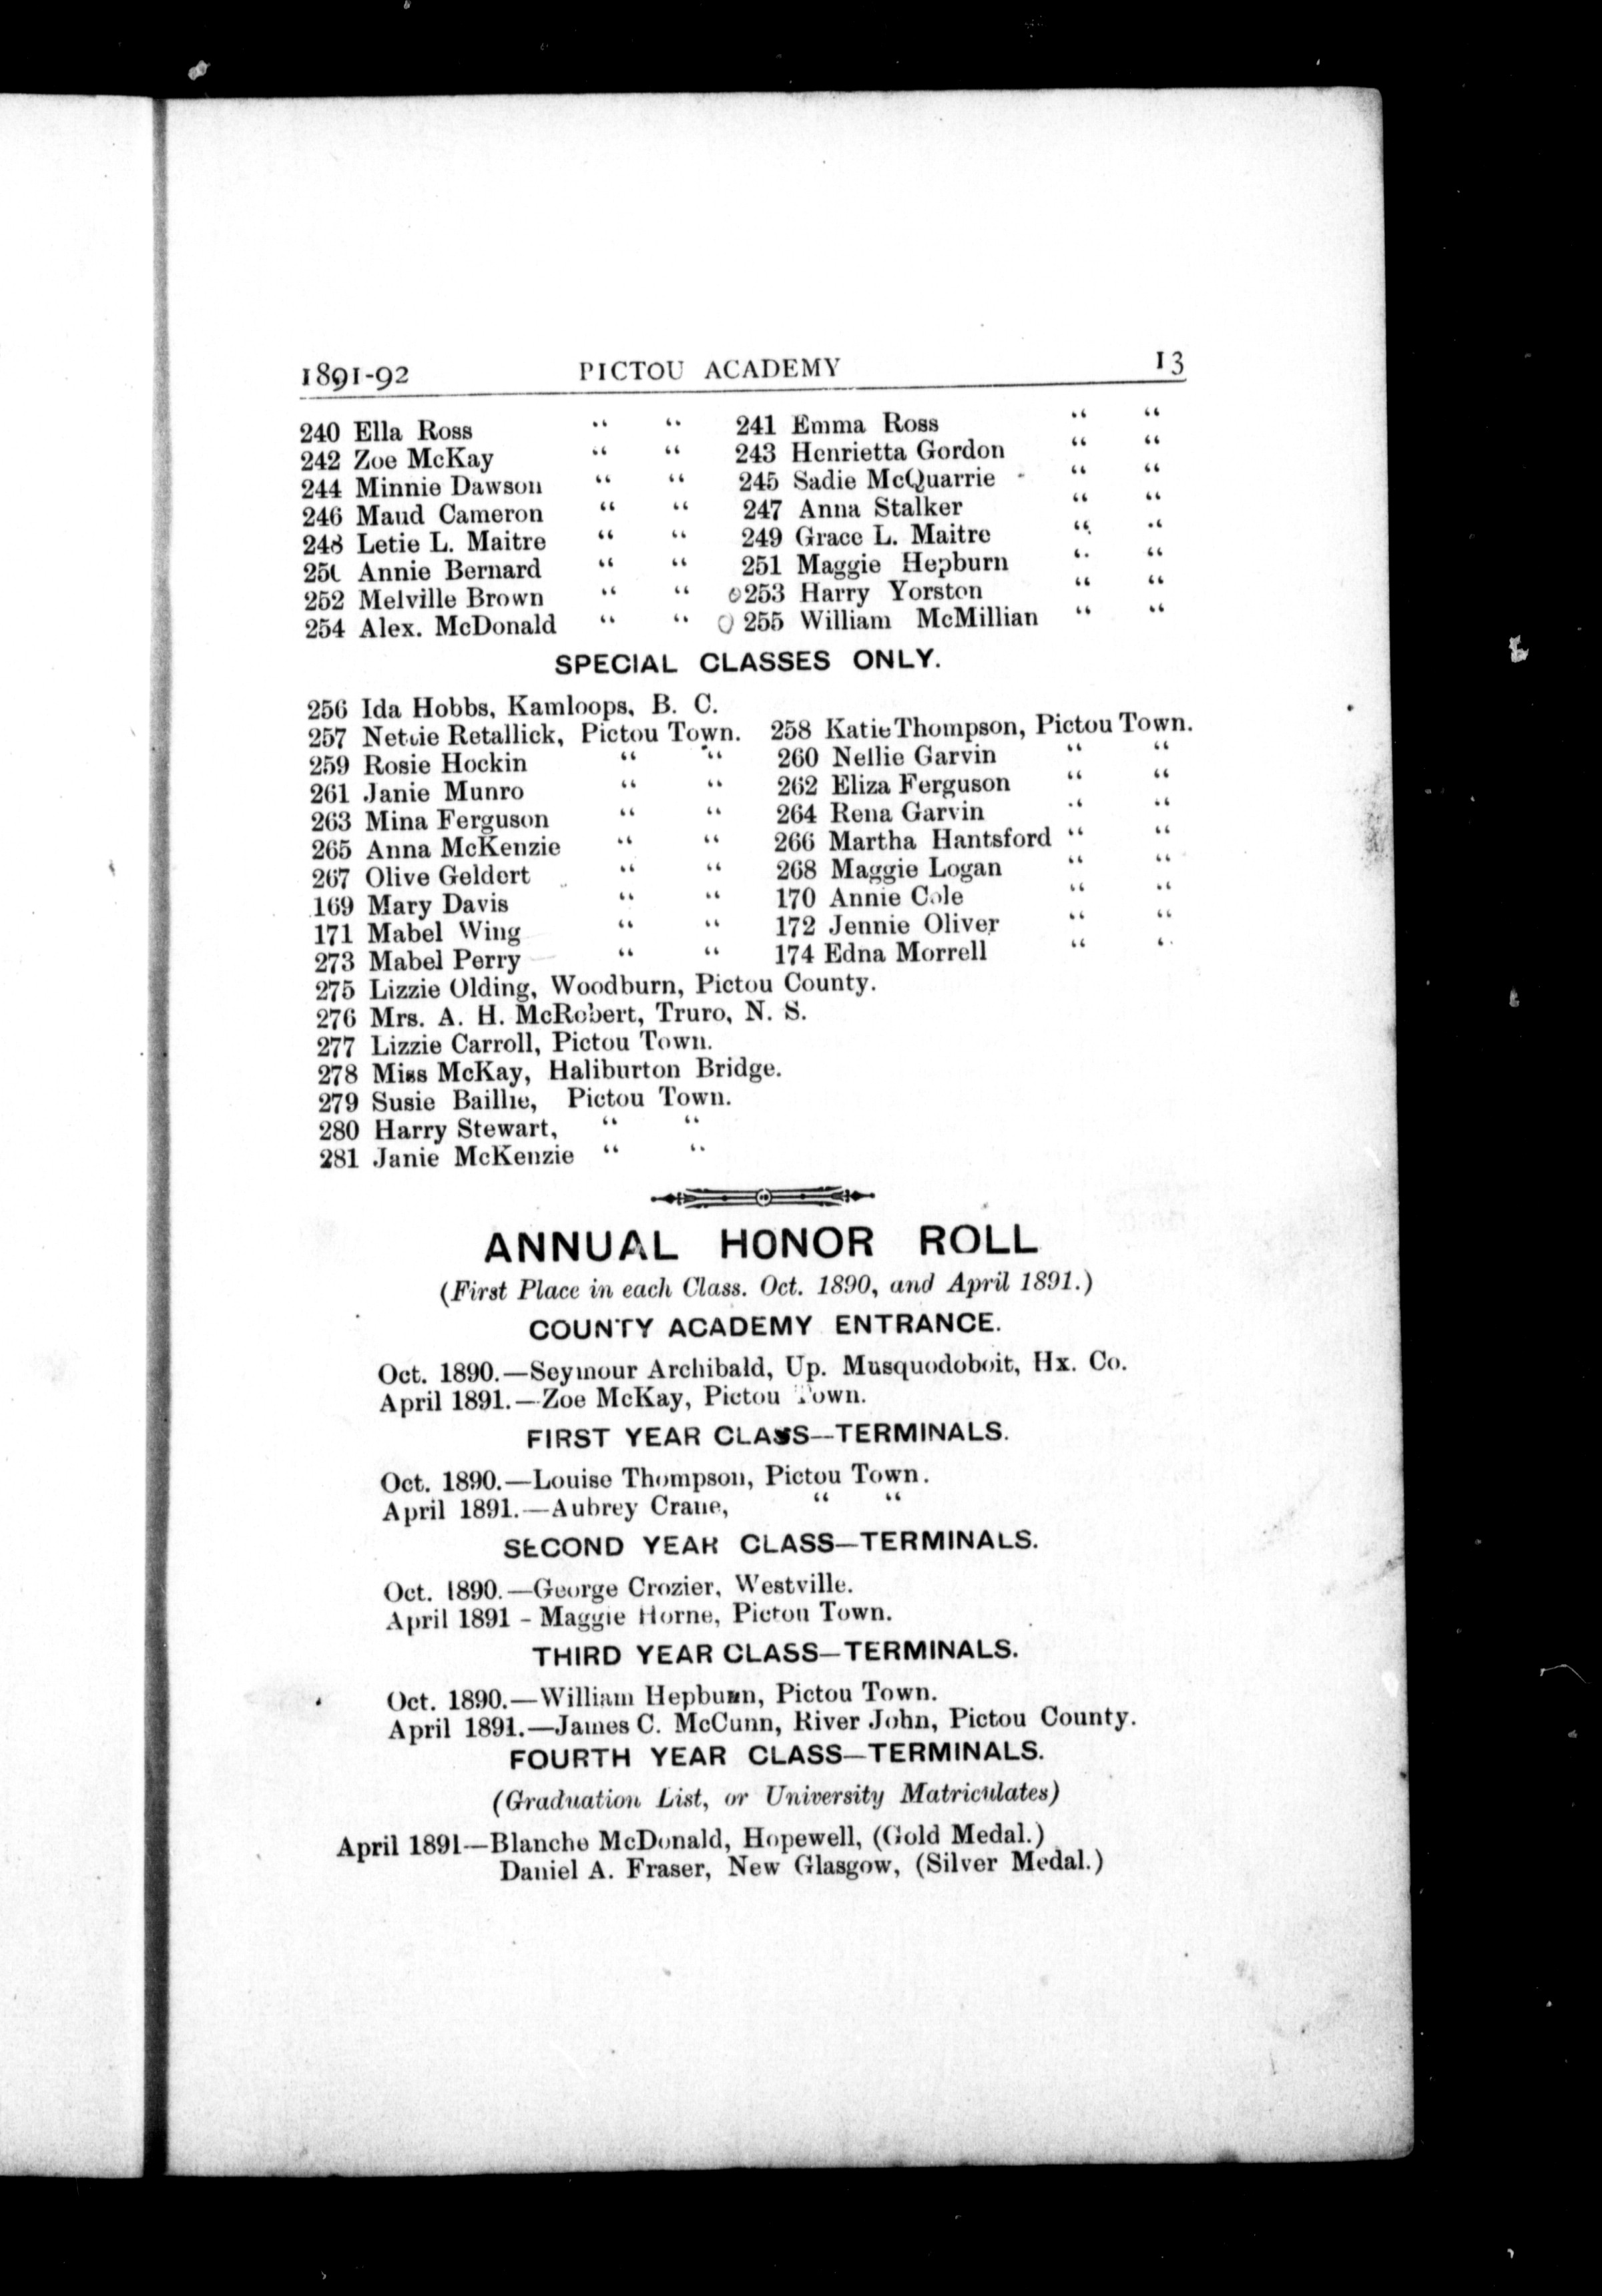 1891-92 PICTOU ACADEMY 13
240 Ella Ross “ “ 241 Emma Ross “ “
242 Zoe McKay “ “ 243 Henrietta Gordon “ “
244 Minnie Dawson “ “ 245 Sadie McQuarrie - “ “
246 Maud Cameron “ “ 247 Anna Stalker “ “
248 Letie L. Maitre “ “ 249 Grace L. Maitre “ “
250 Annie Bernard “ “ 251 Maggie Hepburn “ “
252 Melville Brown “ “ 253 Harry Yorston “ “
254 Alex. McDonald “ “ 255 William McMillian “ “
SPECIAL CLASSES ONLY.
256 Ida Hobbs, Kamloops, B. C.
257 Nettie Retallick, Pictou Town. 258 Katie Thompson, Pictou Town.
259 Rosie Hockin “ “ 260 Nellie Garvin “ “
261 Janie Munro “ “ 262 Eliza Ferguson “ “
263 Mina Ferguson “ “ 264 Rena Garvin “ “
265 Anna McKenzie “ “ 266 Martha Hantsford “ “
267 Olive Geldert “ “ 268 Maggie Logan “ “
169 Mary Davis “ “ 170 Annie Cole “ “
171 Mabel Wing “ “ 172 Jennie Oliver “ “
273 Mabel Perry “ “ 174 Edna Morrell “ “
275 Lizzie Olding, Woodburn, Pictou County.
276 Mrs. A. H. McRobert, Truro, N. S.
277 Lizzie Carroll, Pictou Town.
278 Miss McKay, Haliburton Bridge.
279 Susie Baillie, Pictou Town.
280 Harry Stewart, “ “
281 Janie McKenzie “ “
ANNUAL HONOR ROLL
(First Place in each Class. Oct. 1890, and April 1891.)
COUNTY ACADEMY ENTRANCE.
Oct. 1890.—Seymour Archibald, Up. Musquodoboit, Hx. Co.
April 1891.—Zoe McKay, Pictou Town.
FIRST YEAR CLASS—TERMINALS.
Oct. 1890.—Louise Thompson, Pictou Town.
April 1891.—Aubrey Crane, “ “
SECOND YEAR CLASS—TERMINALS.
Oct. 1890.—George Crozier, Westville.
April 1891 - Maggie Horne, Pictou Town.
THIRD YEAR CLASS—TERMINALS.
Oct. 1890.—William Hepburn, Pictou Town.
April 1891.—James C. McCunn, River John, Pictou County.
FOURTH YEAR CLASS—TERMINALS.
(Graduation List, or University Matriculates)
April 1891—Blanche McDonald, Hopewell, (Gold Medal.)
Daniel A. Fraser, New Glasgow, (Silver Medal.)